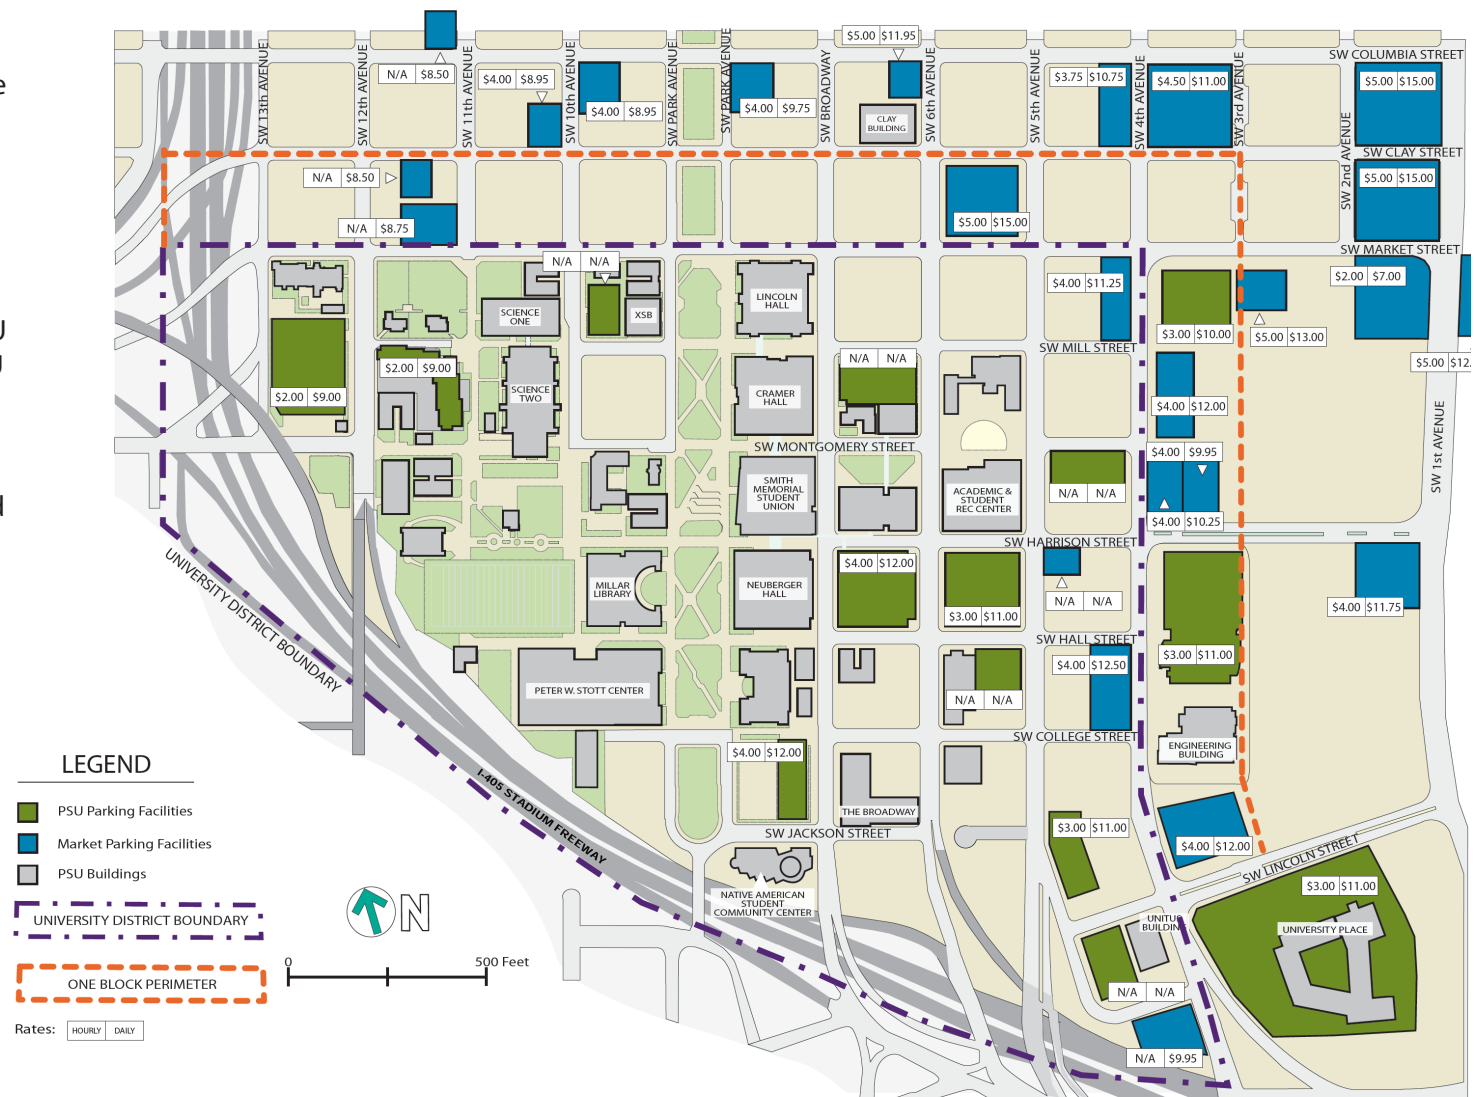 e
U
g
d
SW COLUMBIA STREET
SW CLAY STREET
SW MARKET STREET
SW MILL STREET
SW MONTGOMERY STREET
SW HARRISON STREET
SW HALL STREET
SW COLLEGE STREET
SW JACKSON STREET
SW LINCOLN STREET
SW 13th AVENUE
SW 12th AVENUE
SW 11th AVENUE
SW 10th AVENUE
SW PARK AVENUE
SW PARK AVENUE
SW BROADWAY
SW 6th AVENUE
SW 5th AVENUE
SW 4th AVENUE
SW 3rd AVENUE
SW 2nd AVENUE
SW 1st AVENUE
N/A $8.50
$4.00 $8.95
$4.00 $8.95
$4.00 $9.75
$5.00 $11.95
$3.75 $10.75
$4.50 $11.00
$5.00 $15.00
CLAY
BUILDING
N/A $8.50
N/A $8.75
$5.00 $15.00
$5.00 $15.00
N/A N/A
SCIENCE
ONE
XSB
LINCOLN
HALL
$4.00 $11.25
$3.00 $10.00
$5.00 $13.00
$2.00 $7.00
$5.00 $12.
$2.00 $9.00
$2.00 $9.00
SCIENCE
TWO
CRAMER
HALL
N/A N/A
$4.00 $12.00
$4.00 $9.95
$4.00 $10.25
SMITH
MEMORIAL
STUDENT
UNION
ACADEMIC &
STUDENT
REC CENTER
N/A N/A
MILLAR
LIBRARY
NEUBERGER
HALL
$4.00 $12.00
$3.00 $11.00
N/A N/A
$4.00 $11.75
$3.00 $11.00
$4.00 $12.50
PETER W. STOTT CENTER
N/A N/A
ENGINEERING
BUILDING
$4.00 $12.00
THE BROADWAY
$3.00 $11.00
$4.00 $12.00
NATIVE AMERICAN
STUDENT
COMMUNITY CENTER
$3.00 $11.00
UNIVERSITY PLACE
UNITUS
BUILDING
N/A N/A
N/A $9.95
UNIVERSITY DISTRICT BOUNDARY
I-405 STADIUM FREEWAY
LEGEND
PSU Parking Facilities
Market Parking Facilities
PSU Buildings
UNIVERSITY DISTRICT BOUNDARY
ONE BLOCK PERIMETER
Rates: HOURLY DAILY
N
0 500 Feet